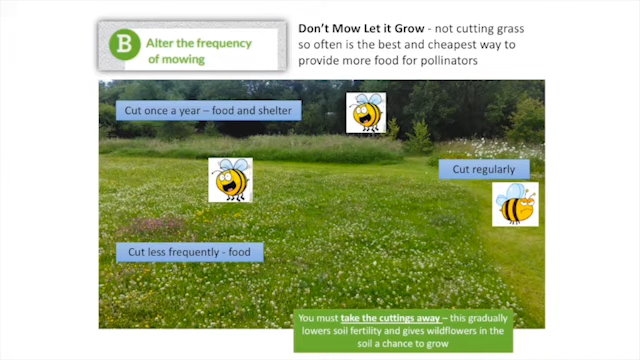 B
Alter the frequency
of mowing
Don't Mow Let it Grow - not cutting grass
so often is the best and cheapest way to
provide more food for pollinators
Cut once a year – food and shelter
Cut regularly
Cut less frequently - food
You must take the cuttings away – this gradually
lowers soil fertility and gives wildflowers in the
soil a chance to grow